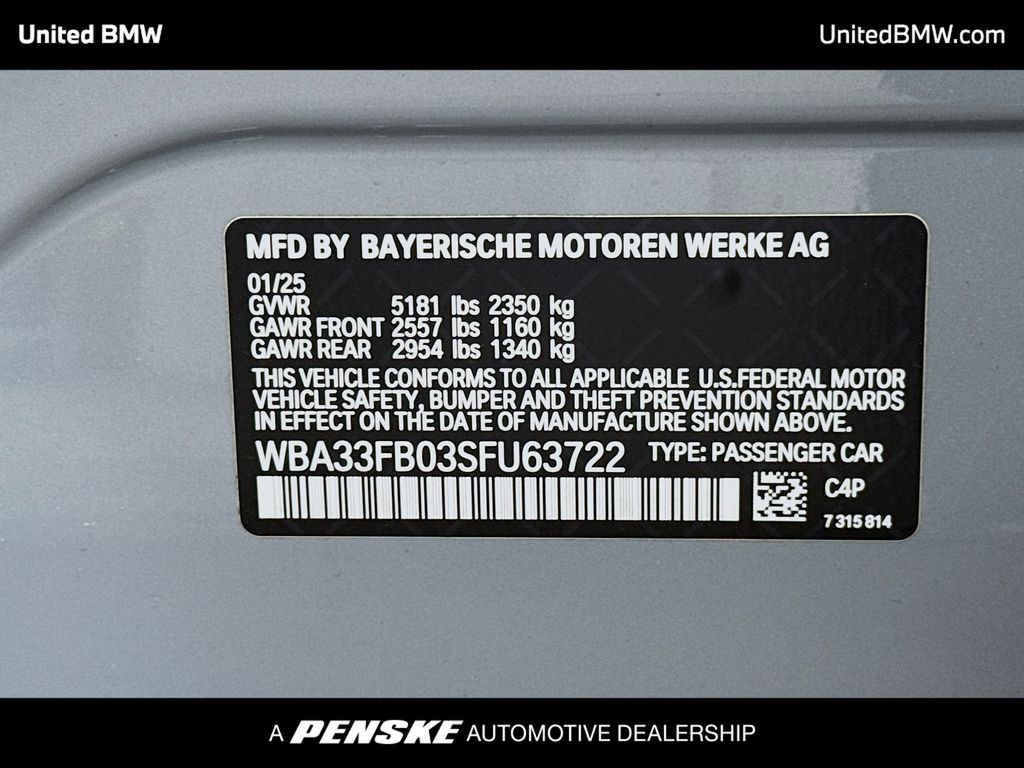 United BMW
UnitedBMW.com
MFD BY BAYERISCHE MOTOREN WERKE AG
01/25
GVWR 5181 lbs 2350 kg
GAWR FRONT 2557 lbs 1160 kg
GAWR REAR 2954 lbs 1340 kg
THIS VEHICLE CONFORMS TO ALL APPLICABLE U.S.FEDERAL MOTOR
VEHICLE SAFETY, BUMPER AND THEFT PREVENTION STANDARDS
IN EFFECT ON THE DATE OF MANUFACTURE SHOWN ABOVE.
WBA33FB03SFU63722 TYPE: PASSENGER CAR
C4P
7 315 814
A PENSKE AUTOMOTIVE DEALERSHIP